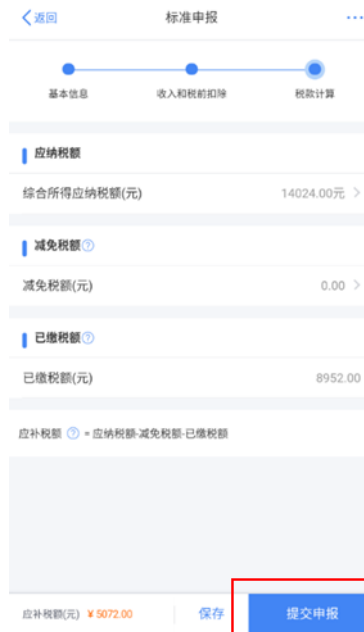 返回 标准申报 ...
基本信息 收入和税前扣除 税款计算
应纳税额
综合所得应纳税额(元) 14024.00元 >
减免税额?
减免税额(元) 0.00 >
已缴税额?
已缴税额(元) 8952.00
应补税额 ? = 应纳税额-减免税额-已缴税额
应补税额(元) ¥5072.00 保存 提交申报